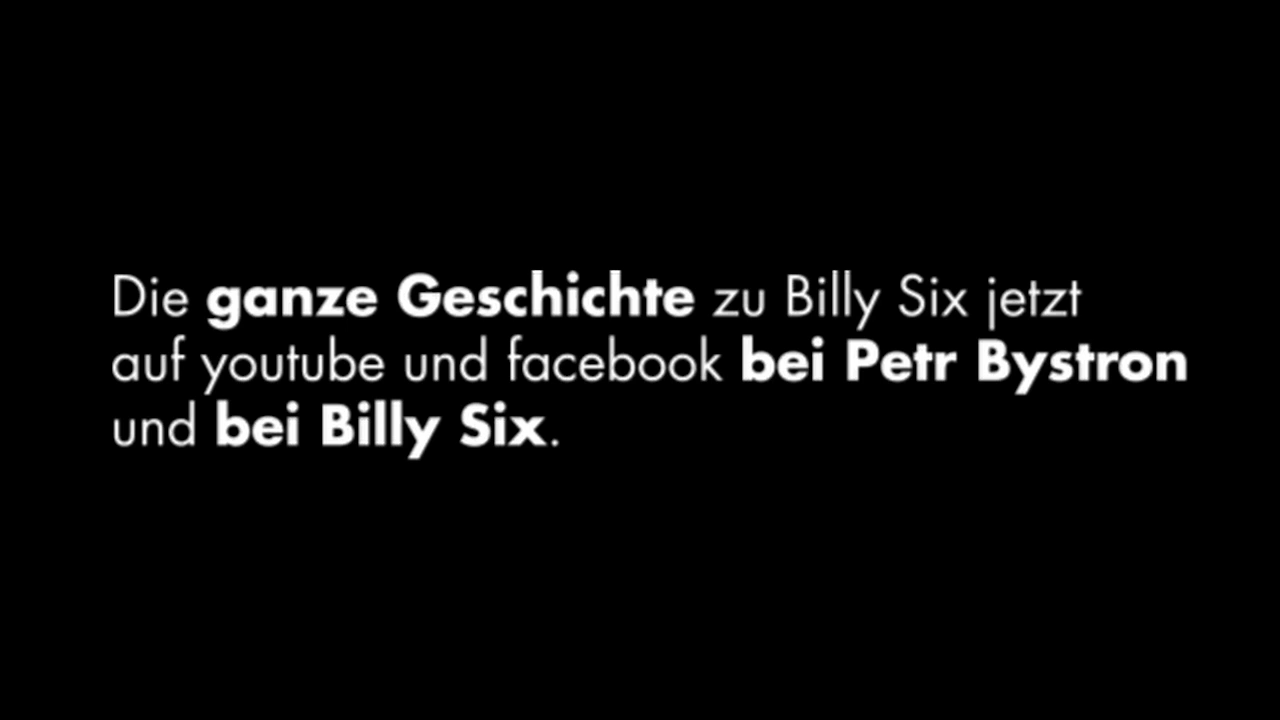 Die ganze Geschichte zu Billy Six jetzt
auf youtube und facebook bei Petr Bystron
und bei Billy Six.